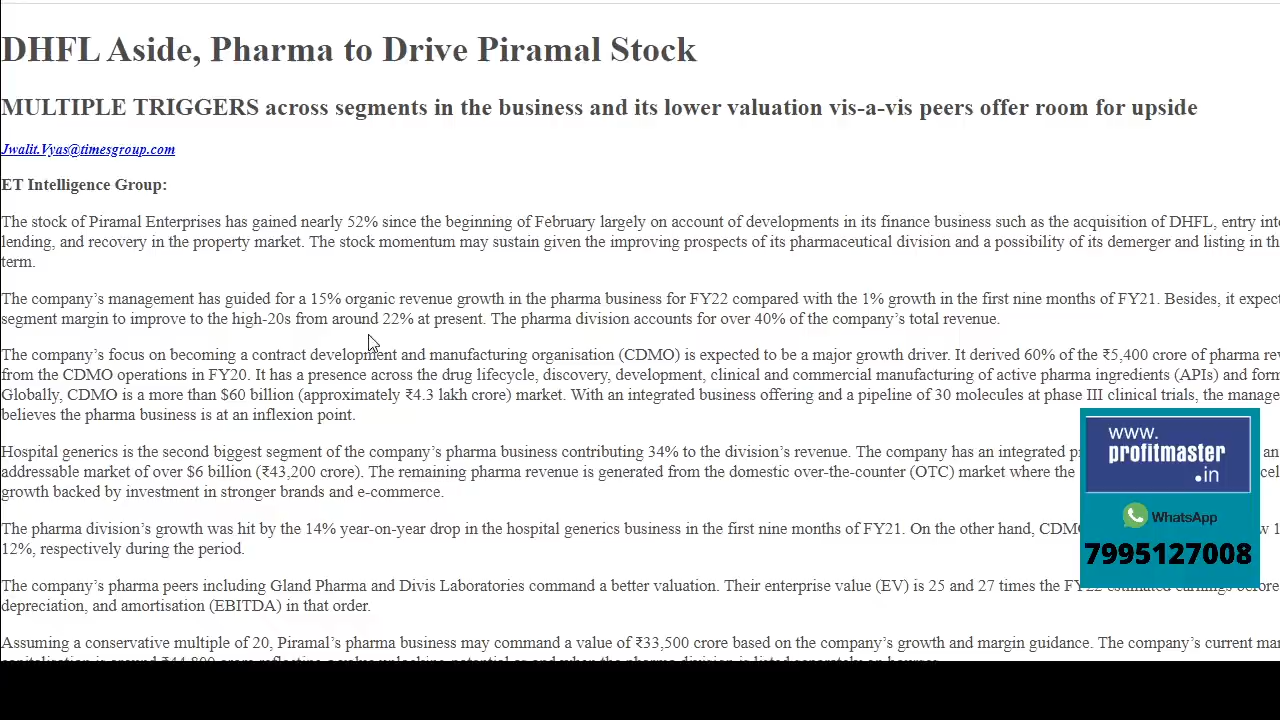 DHFL Aside, Pharma to Drive Piramal Stock
MULTIPLE TRIGGERS across segments in the business and its lower valuation vis-a-vis peers offer room for upside
Jwalit.Vyas@timesgroup.com
ET Intelligence Group:
The stock of Piramal Enterprises has gained nearly 52% since the beginning of February largely on account of developments in its finance business such as the acquisition of DHFL, entry
lending, and recovery in the property market. The stock momentum may sustain given the improving prospects of its pharmaceutical division and a possibility of its demerger and listing in
term.
The company’s management has guided for a 15% organic revenue growth in the pharma business for FY22 compared with the 1% growth in the first nine months of FY21. Besides, it
segment margin to improve to the high-20s from around 22% at present. The pharma division accounts for over 40% of the company’s total revenue.
The company’s focus on becoming a contract development and manufacturing organisation (CDMO) is expected to be a major growth driver. It derived 60% of the ₹5,400 crore of pharma
from the CDMO operations in FY20. It has a presence across the drug lifecycle, discovery, development, clinical and commercial manufacturing of active pharma ingredients (APIs) and
Globally, CDMO is a more than $60 billion (approximately ₹4.3 lakh crore) market. With an integrated business offering and a pipeline of 30 molecules at phase III clinical trials, the
believes the pharma business is at an inflexion point.
Hospital generics is the second biggest segment of the company’s pharma business contributing 34% to the division’s revenue. The company has an integrated
addressable market of over $6 billion (₹43,200 crore). The remaining pharma revenue is generated from the domestic over-the-counter (OTC) market where the
growth backed by investment in stronger brands and e-commerce.
The pharma division’s growth was hit by the 14% year-on-year drop in the hospital generics business in the first nine months of FY21. On the other hand,
12%, respectively during the period.
The company’s pharma peers including Gland Pharma and Divis Laboratories command a better valuation. Their enterprise value (EV) is 25 and 27 times the FY22 estimated earnings before
depreciation, and amortisation (EBITDA) in that order.
Assuming a conservative multiple of 20, Piramal’s pharma business may command a value of ₹33,500 crore based on the company’s growth and margin guidance. The company’s current
www.
profitmaster
.in
WhatsApp
7995127008